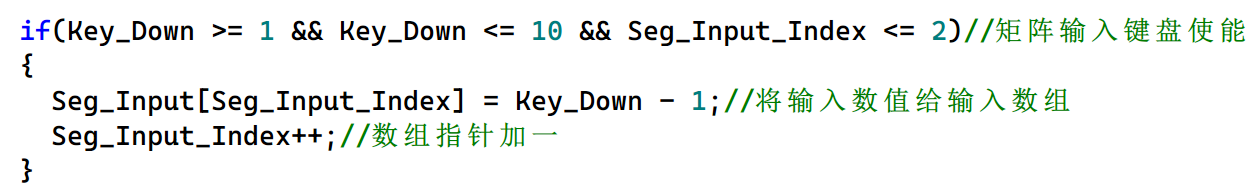 if(Key_Down >= 1 && Key_Down <= 10 && Seg_Input_Index <= 2)//矩阵输入键盘使能
{
  Seg_Input[Seg_Input_Index] = Key_Down - 1;//将输入数值给输入数组
  Seg_Input_Index++;//数组指针加一
}